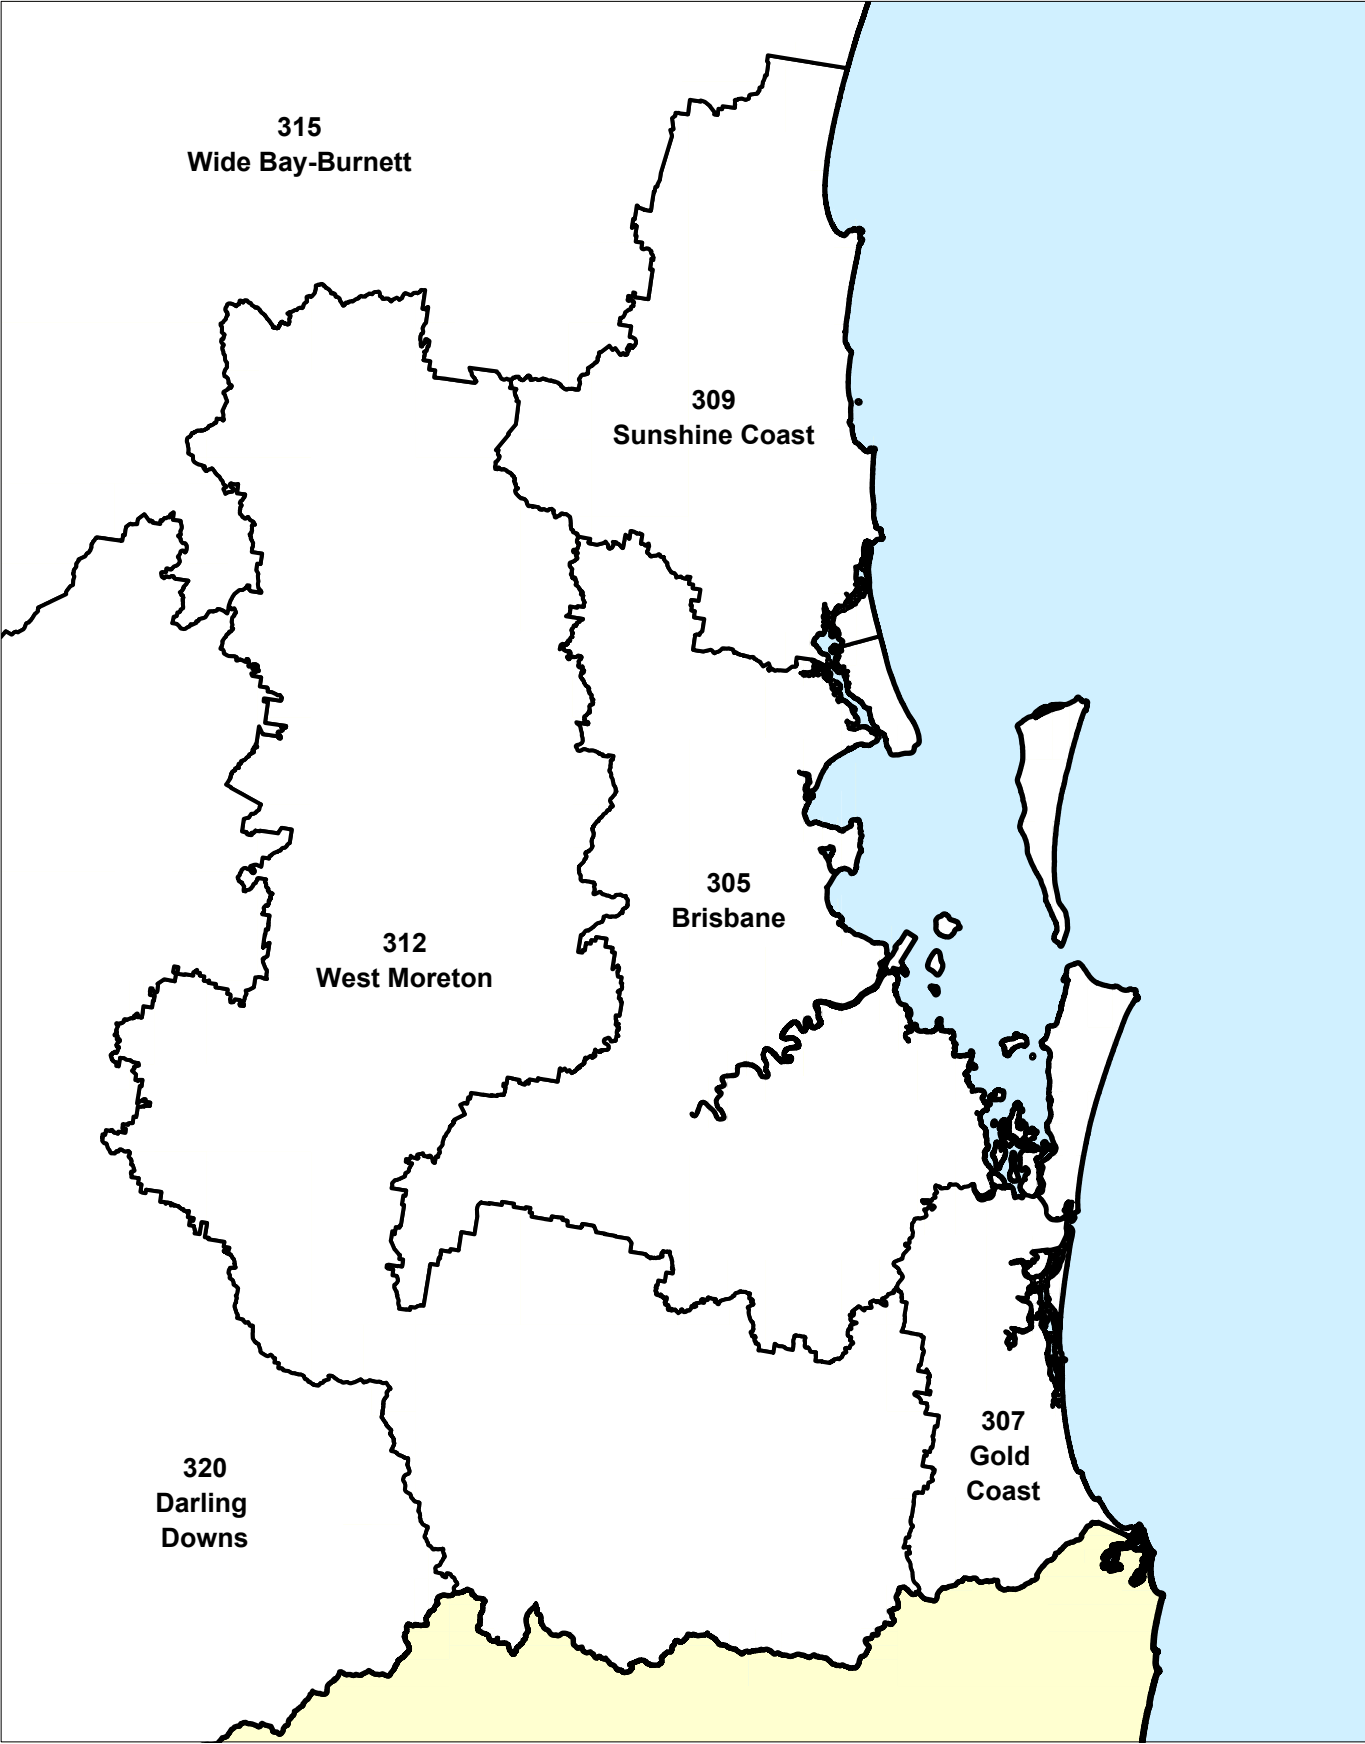 315
Wide Bay-Burnett
309
Sunshine Coast
305
Brisbane
312
West Moreton
307
Gold
Coast
320
Darling
Downs